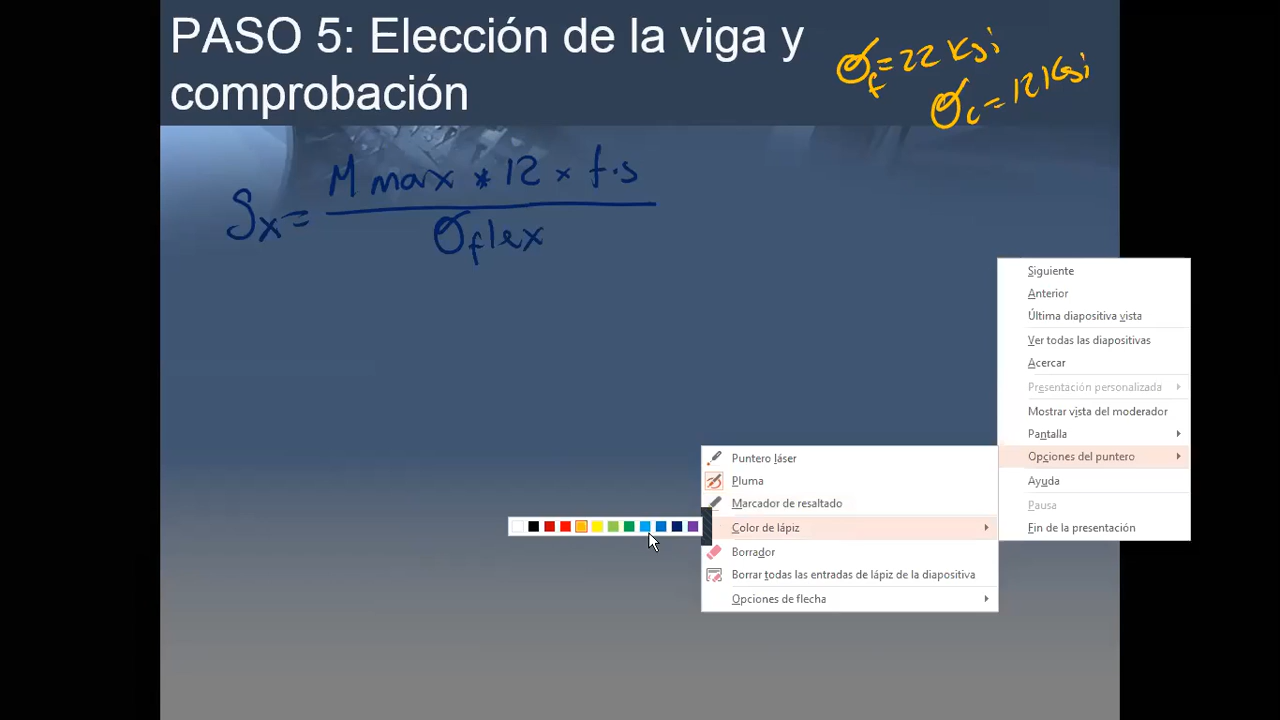 PASO 5: Elección de la viga y
comprobación
σf = 22 Ksi
σc = 12 Ksi
Sx = M max * 12 × f.s
σflex
Siguiente
Anterior
Última diapositiva vista
Ver todas las diapositivas
Acercar
Presentación personalizada
Mostrar vista del moderador
Pantalla
Opciones del puntero
Ayuda
Pausa
Fin de la presentación
Puntero láser
Pluma
Marcador de resaltado
Color de lápiz
Borrador
Borrar todas las entradas de lápiz de la diapositiva
Opciones de flecha